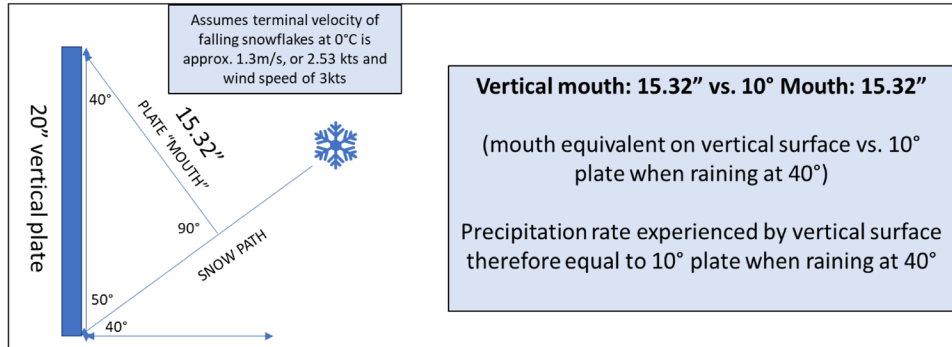 Assumes terminal velocity of
falling snowflakes at 0°C is
approx. 1.3m/s, or 2.53 kts and
wind speed of 3kts
20” vertical plate
40°
15.32”
PLATE “MOUTH”
90°
SNOW PATH
50°
40°
Vertical mouth: 15.32” vs. 10° Mouth: 15.32”
(mouth equivalent on vertical surface vs. 10°
plate when raining at 40°)
Precipitation rate experienced by vertical surface
therefore equal to 10° plate when raining at 40°